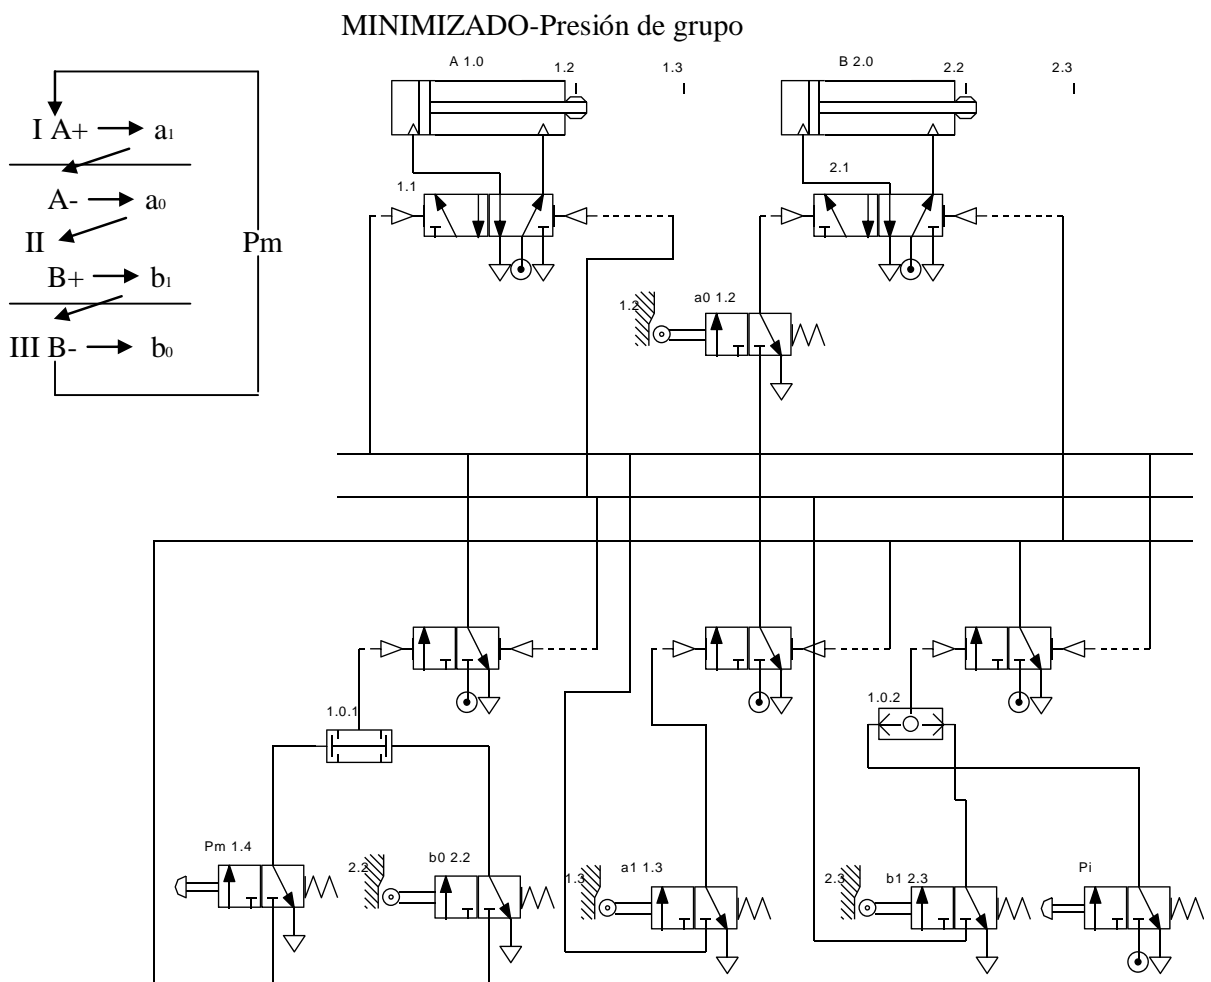 MINIMIZADO-Presión de grupo
A 1.0
1.2
1.3
B 2.0
2.2
2.3
I A+ a1
A- a0
II
Pm
B+ b1
III B- b0
1.1
2.1
1.2
a0 1.2
1.0.1
1.0.2
Pm 1.4
2.2
b0 2.2
1.3
a1 1.3
2.3
b1 2.3
Pi